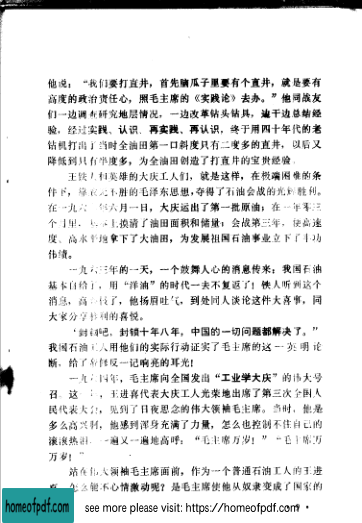 他说：“我们要打直井，首先脑瓜子里要有个直井，就是要有
高度的政治责任心，照毛主席的《实践论》去办。”他同战友
们一边调查研究地层情况，一边改革钻头钻具，边干边总结经
验，经过实践、认识、再实践、再认识，终于用四十年代的老
钻机打出了当时全油田第一口斜度只有二度多的直井，以后又
降低到只有半度多，为全油田创造了打直井的宝贵经验
王铁人和英雄的大庆工人们，就是这样，在极端困难的条
件下，战无不胜的毛泽东思想，夺得了石油会战的光辉胜利。
在一九六 年六月一日，大庆运出了第一批原油；在一年零三
个月里， 上摸清了油田面积和储量；会战第三年，便高速
度、高水平地拿下了大油田，为发展祖国石油事业立下了丰功
伟绩。
一九六三年的一天，一个鼓舞人心的消息传来：我国石油
基本自给了，用“洋油”的时代一去不复返了！铁人听到这个
消息，高兴极了，他扬眉吐气，到处同人谈论这件大喜事，同
大家分享胜利的喜悦。
“封锁吧，封锁十年八年，中国的一切问题都解决了。”
我国石油工人用他们的实际行动证实了毛主席的这一英明论
断，给了帝修反一记响亮的耳光！
一九六四年，毛主席向全国发出“工业学大庆”的伟大号
召。这一年，王进喜代表大庆工人光荣地出席了第三次全国人
民代表大会，见到了日夜思念的伟大领袖毛主席。当时，他是
多么高兴啊，他感到浑身充满了力量，怎么也控制不住自己的
滚滚热泪，一遍又一遍地高呼：“毛主席万岁！”“毛主席万
万岁！”
站在伟大领袖毛主席面前，作为一个普通石油工人的王进
喜，怎么能不心情激动呢？是毛主席使他从奴隶变成了国家的
homeofpdf.com
see more please visit: https://homeofpdf.com
homeofpdf.com